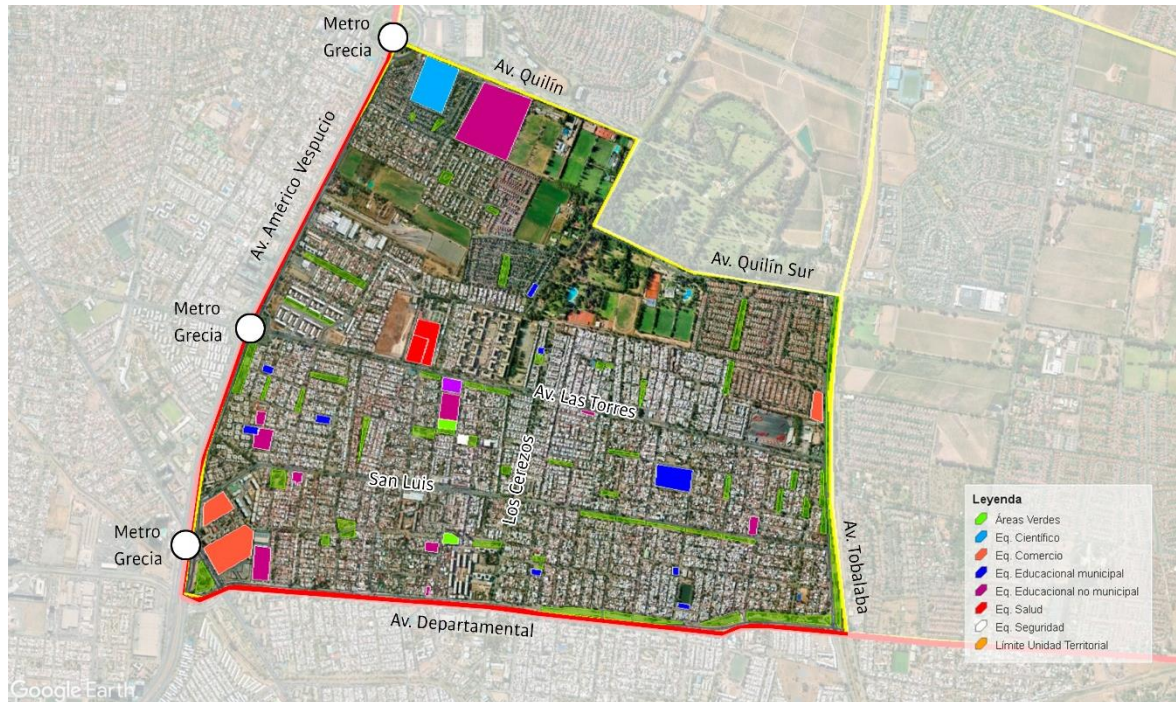 Metro
Grecia
Av. Quilín
Av. Américo Vespucio
Av. Quilín Sur
Metro
Grecia
Av. Las Torres
Los Cerezos
San Luis
Metro
Grecia
Av. Tobalaba
Av. Departamental
Leyenda
Áreas Verdes
Eq. Científico
Eq. Comercio
Eq. Educacional municipal
Eq. Educacional no municipal
Eq. Salud
Eq. Seguridad
Límite Unidad Territorial
Google Earth